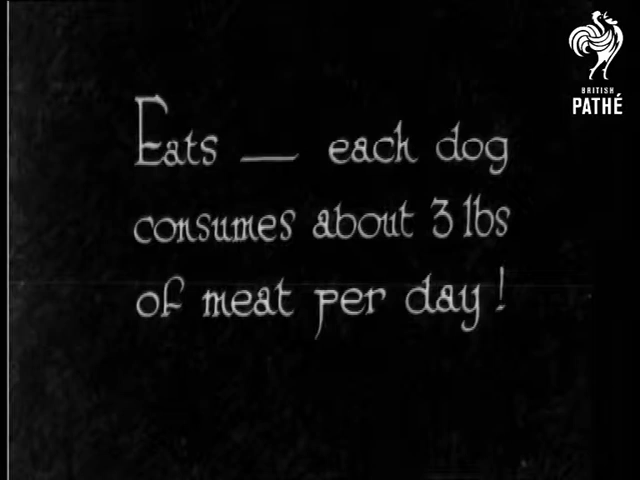 BRITISH
PATHÉ
Eats — each dog
consumes about 3 lbs
of meat per day!